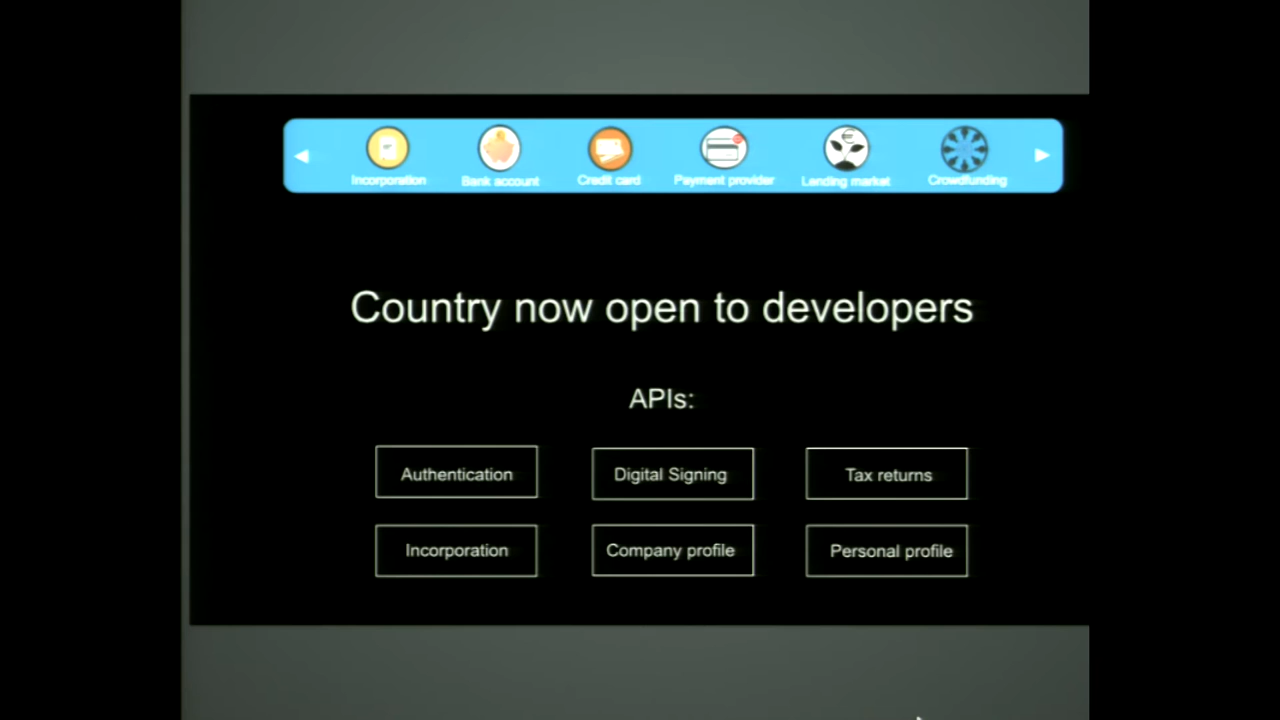 Incorporation Bank account Credit card Payment provider Lending market Crowdfunding
Country now open to developers
APIs:
Authentication Digital Signing Tax returns
Incorporation Company profile Personal profile